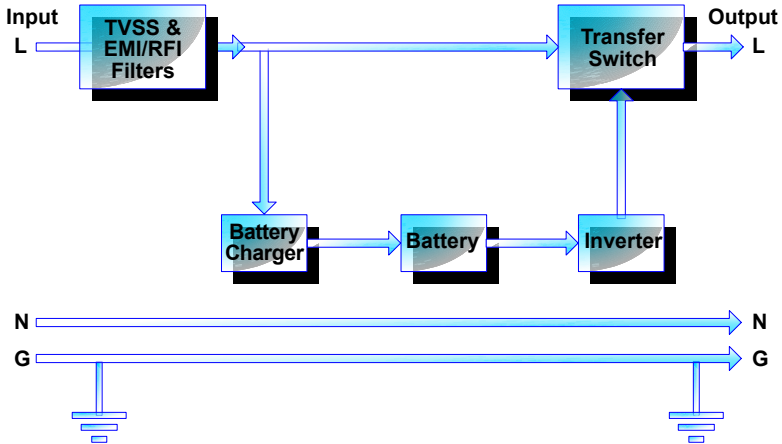 Input
L
TVSS &
EMI/RFI
Filters
Transfer
Switch
Output
L
Battery
Charger
Battery
Inverter
N
N
G
G